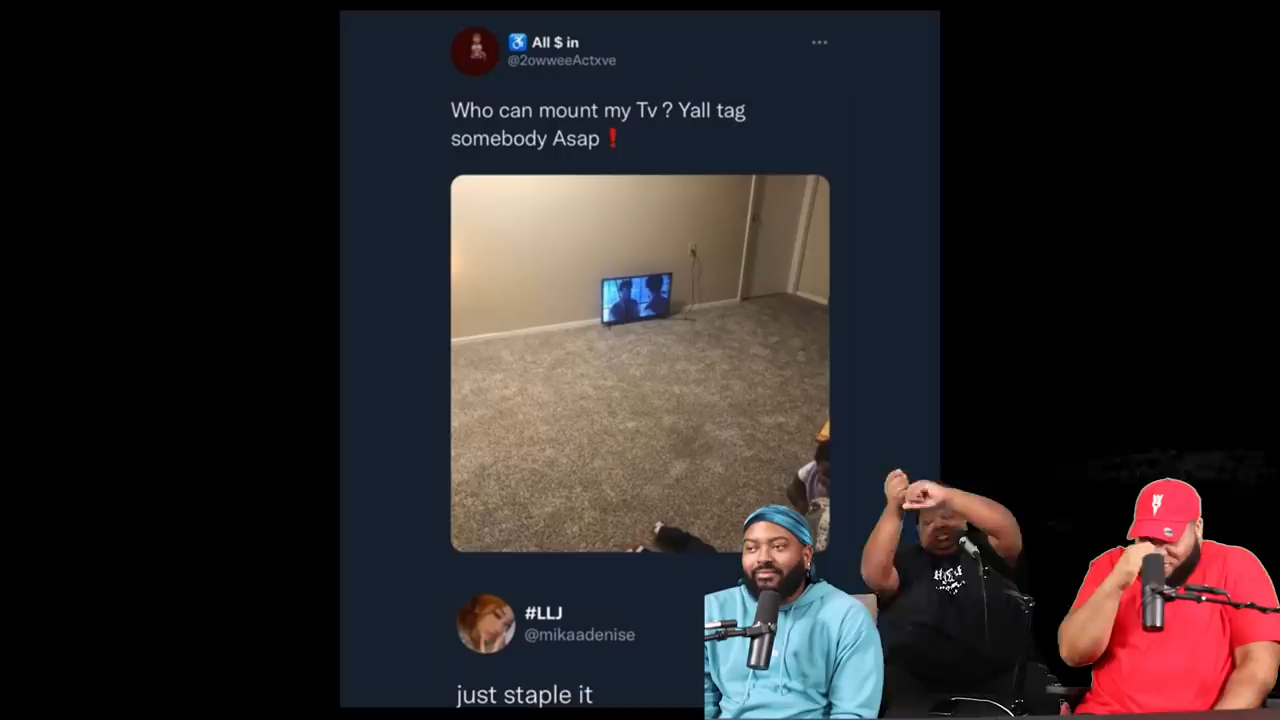 ♿ All $ in
@2owweeActxve
Who can mount my Tv ? Yall tag
somebody Asap ❗
#LLJ
@mikaadenise
just staple it